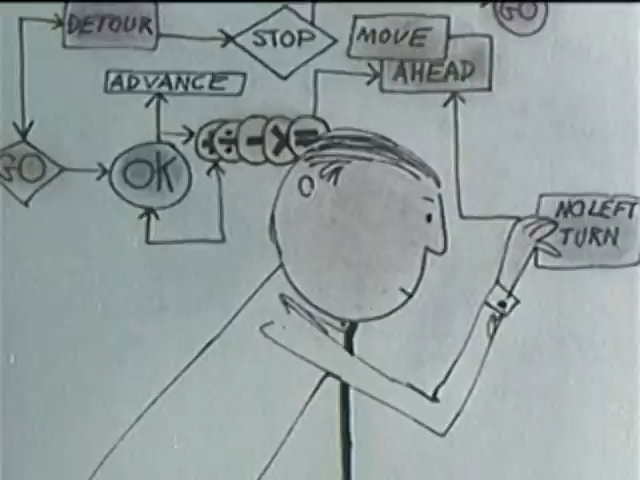 DETOUR
STOP
GO
MOVE
AHEAD
ADVANCE
GO
OK
÷ - × =
NO LEFT
TURN